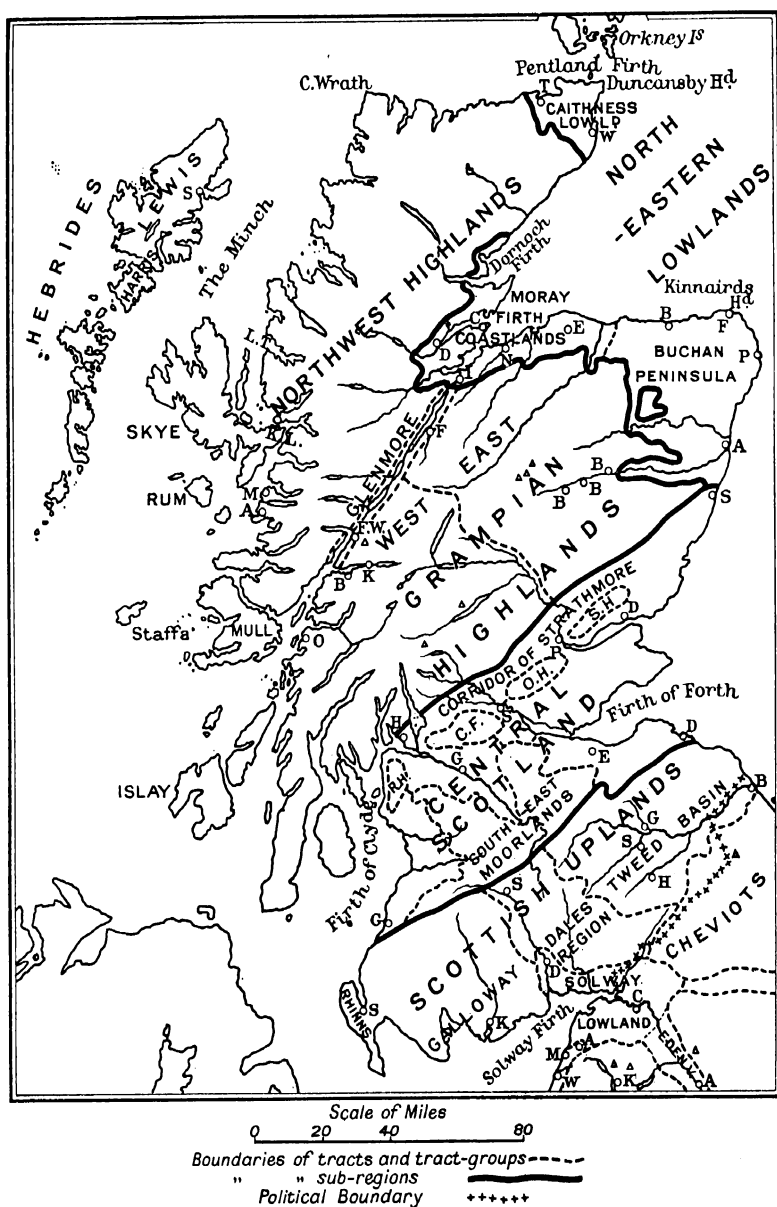 Orkney Is
Pentland Firth
C. Wrath
Duncansby Hd.
T
CAITHNESS
LOWLD
W
NORTH
-EASTERN
LOWLANDS
HEBRIDES
LEWIS
S
HARRIS
The Minch
NORTHWEST HIGHLANDS
Dornoch
Firth
Kinnairds
Hd
MORAY
FIRTH
COASTLANDS
C
D
N
E
I
B
F
P
BUCHAN
PENINSULA
L.T.
K.L.
SKYE
RUM
M
A
GLENMORE
F
F.W.
WEST
EAST
GRAMPIAN
HIGHLANDS
B
B
B
A
S
B
K
Staffa
MULL
O
CORRIDOR OF STRATHMORE
S.H.
D
P
O.H.
Firth of Forth
H
C.F.
S
G
R.H.
CENTRAL
SCOTLAND
E
D
B
ISLAY
Firth of Clyde
SOUTH-EAST
MOORLANDS
SCOTTISH UPLANDS
G
S
H
TWEED BASIN
CHEVIOTS
S
G
DALES
REGION
D
SOLWAY
GALLOWAY
RHINNS
S
K
Solway Firth
C
LOWLAND
EDEN
M
A
W
K
A
Scale of Miles
0 20 40 80
Boundaries of tracts and tract-groups
" " sub-regions
Political Boundary